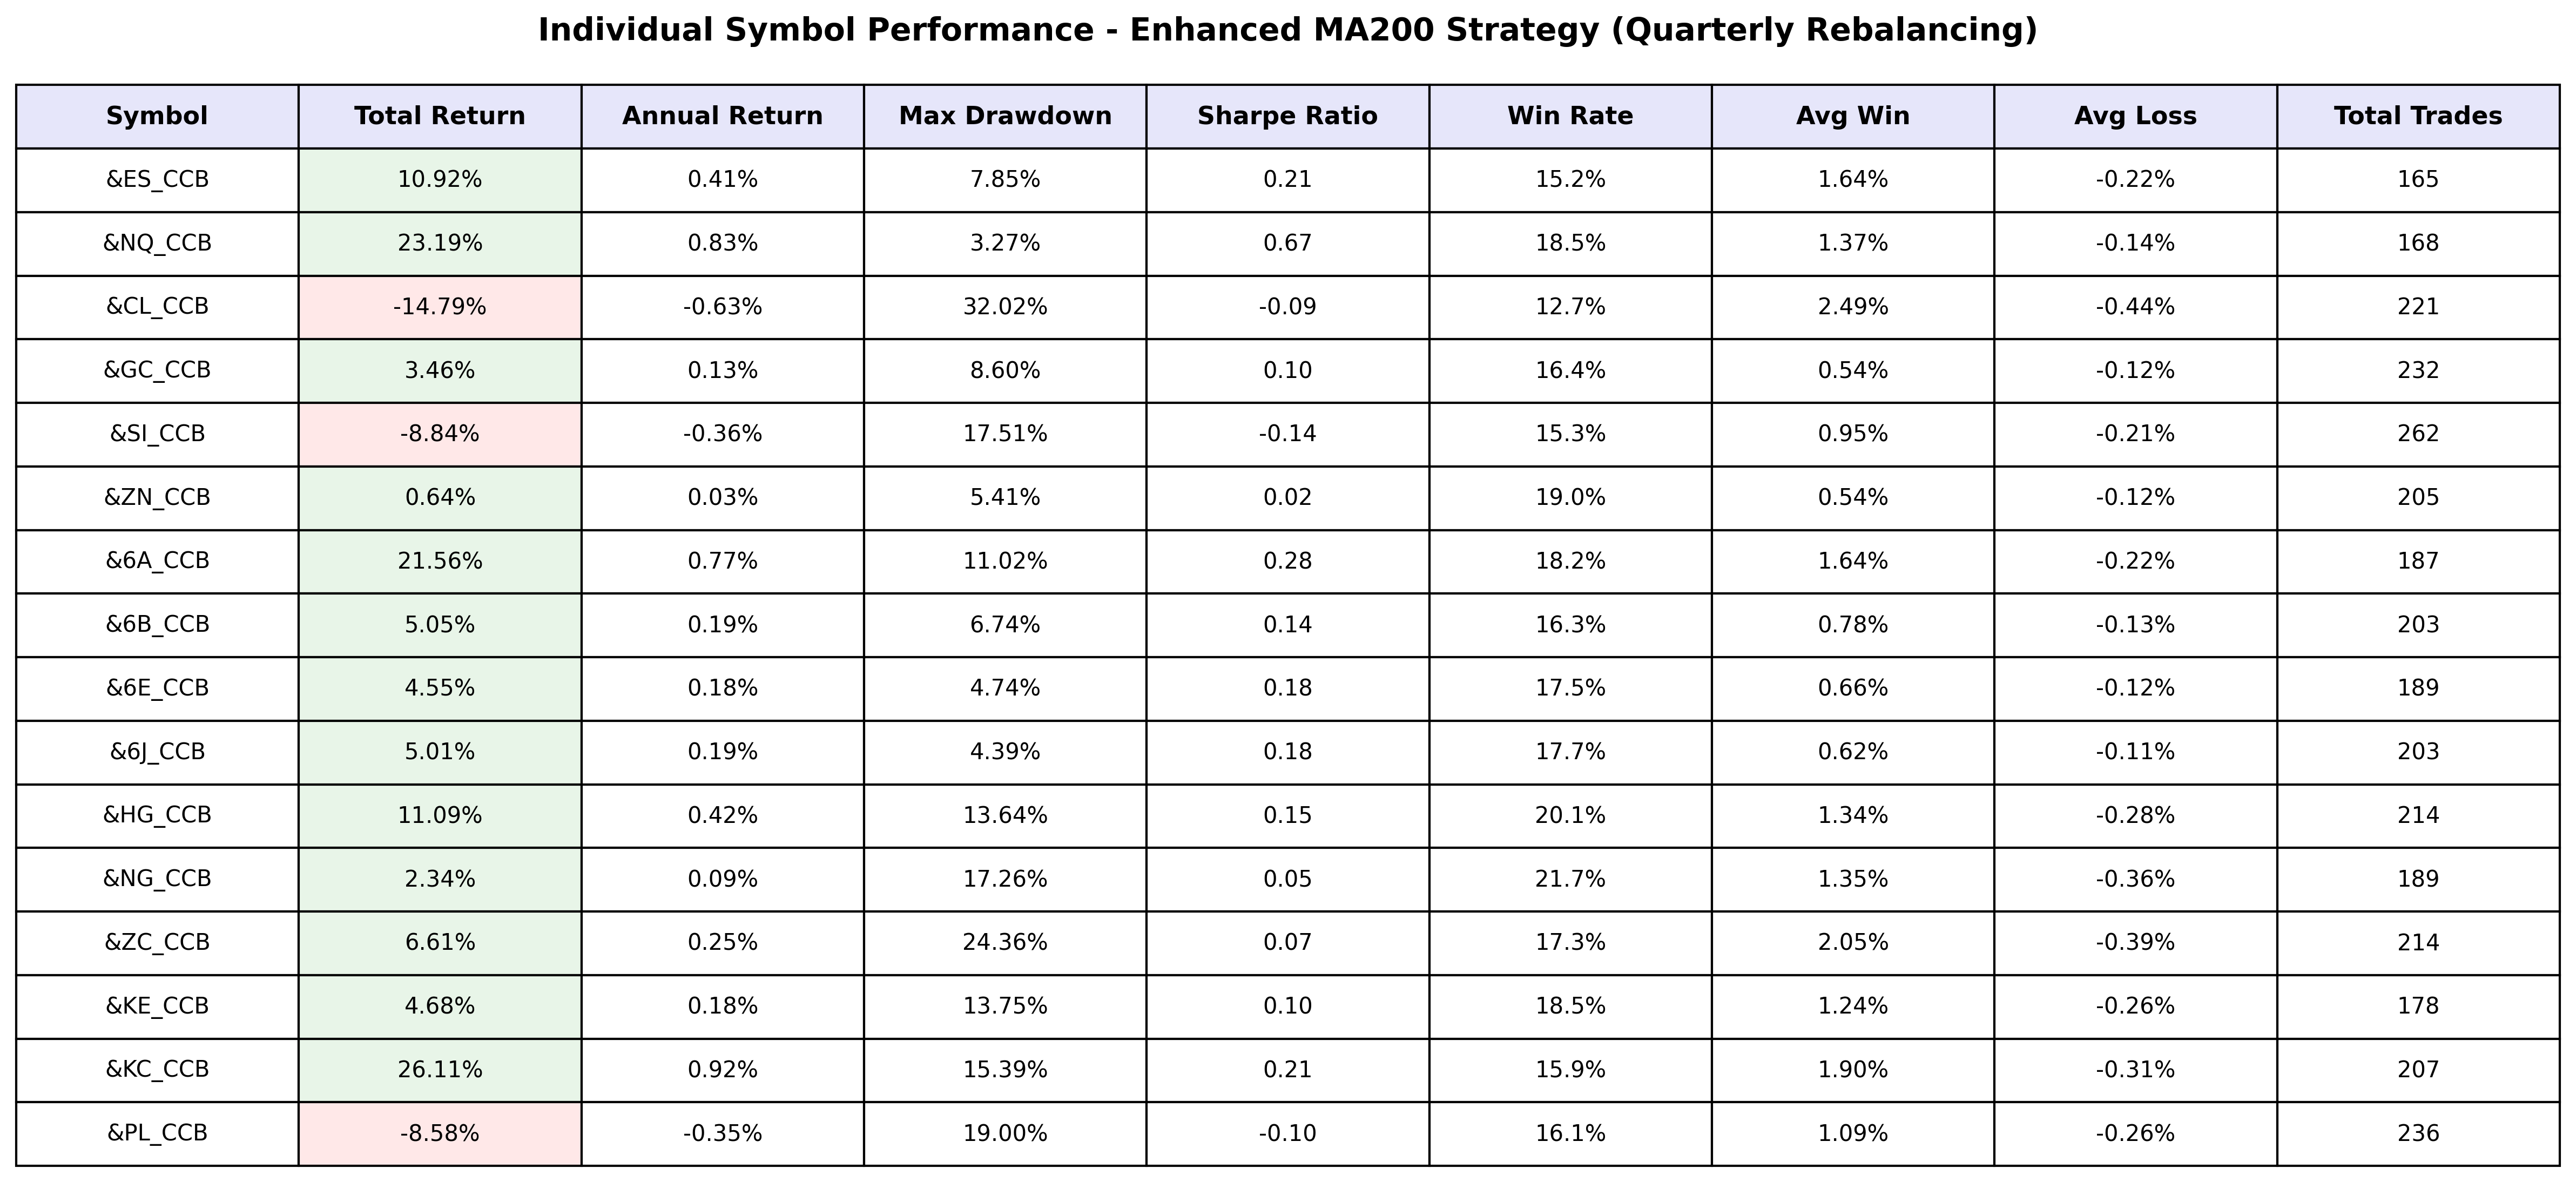 Individual Symbol Performance - Enhanced MA200 Strategy (Quarterly Rebalancing)
Symbol Total Return Annual Return Max Drawdown Sharpe Ratio Win Rate Avg Win Avg Loss Total Trades
&ES_CCB 10.92% 0.41% 7.85% 0.21 15.2% 1.64% -0.22% 165
&NQ_CCB 23.19% 0.83% 3.27% 0.67 18.5% 1.37% -0.14% 168
&CL_CCB -14.79% -0.63% 32.02% -0.09 12.7% 2.49% -0.44% 221
&GC_CCB 3.46% 0.13% 8.60% 0.10 16.4% 0.54% -0.12% 232
&SI_CCB -8.84% -0.36% 17.51% -0.14 15.3% 0.95% -0.21% 262
&ZN_CCB 0.64% 0.03% 5.41% 0.02 19.0% 0.54% -0.12% 205
&6A_CCB 21.56% 0.77% 11.02% 0.28 18.2% 1.64% -0.22% 187
&6B_CCB 5.05% 0.19% 6.74% 0.14 16.3% 0.78% -0.13% 203
&6E_CCB 4.55% 0.18% 4.74% 0.18 17.5% 0.66% -0.12% 189
&6J_CCB 5.01% 0.19% 4.39% 0.18 17.7% 0.62% -0.11% 203
&HG_CCB 11.09% 0.42% 13.64% 0.15 20.1% 1.34% -0.28% 214
&NG_CCB 2.34% 0.09% 17.26% 0.05 21.7% 1.35% -0.36% 189
&ZC_CCB 6.61% 0.25% 24.36% 0.07 17.3% 2.05% -0.39% 214
&KE_CCB 4.68% 0.18% 13.75% 0.10 18.5% 1.24% -0.26% 178
&KC_CCB 26.11% 0.92% 15.39% 0.21 15.9% 1.90% -0.31% 207
&PL_CCB -8.58% -0.35% 19.00% -0.10 16.1% 1.09% -0.26% 236